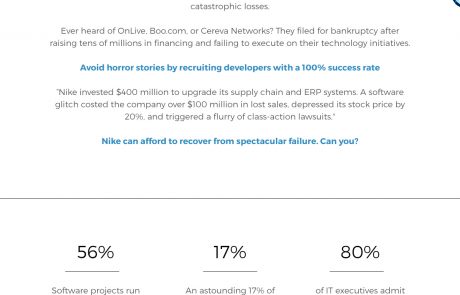 catastrophic losses.
Ever heard of OnLive, Boo.com, or Cereva Networks? They filed for bankruptcy after
raising tens of millions in financing and failing to execute on their technology initiatives.
Avoid horror stories by recruiting developers with a 100% success rate
"Nike invested $400 million to upgrade its supply chain and ERP systems. A software
glitch costed the company over $100 million in lost sales, depressed its stock price by
20%, and triggered a flurry of class-action lawsuits."
Nike can afford to recover from spectacular failure. Can you?
56% 17% 80%
Software projects run An astounding 17% of of IT executives admit